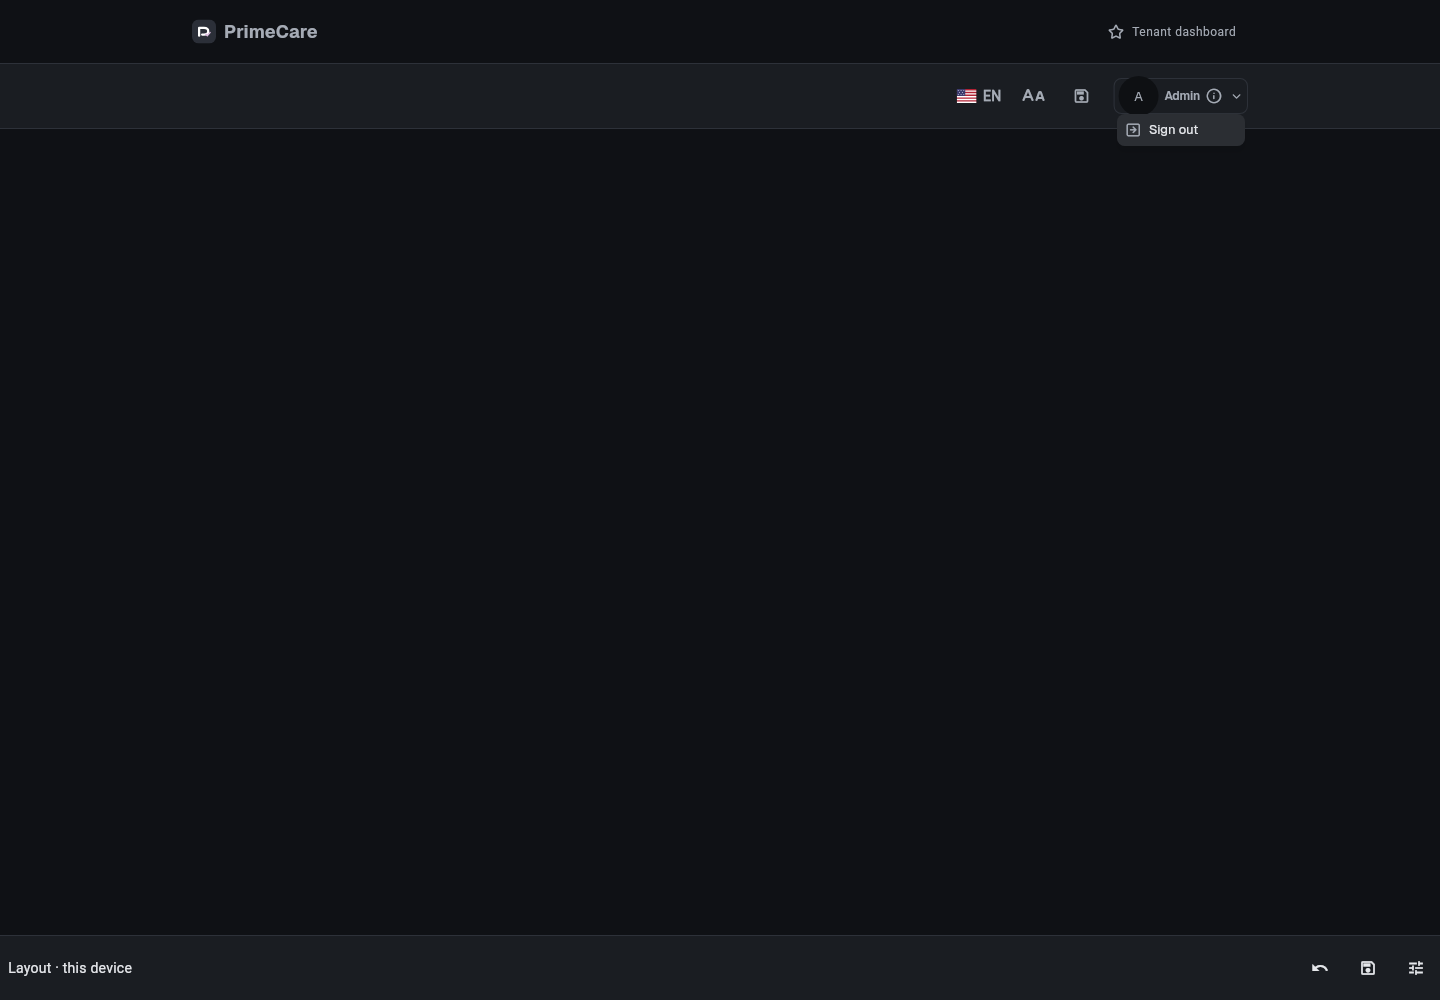 PrimeCare
Tenant dashboard
EN
AA
A
Admin
Sign out
Layout · this device